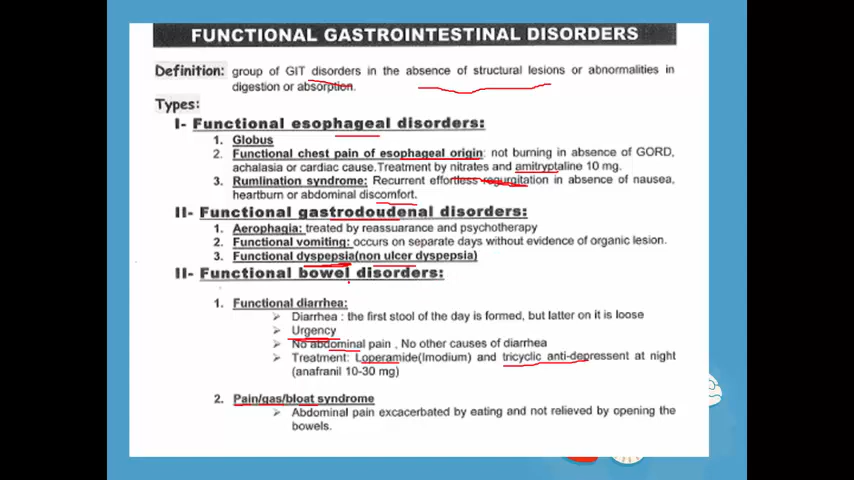 FUNCTIONAL GASTROINTESTINAL DISORDERS
Definition: group of GIT disorders in the absence of structural lesions or abnormalities in
digestion or absorption.
Types:
I- Functional esophageal disorders:
1. Globus
2. Functional chest pain of esophageal origin: not burning in absence of GORD,
achalasia or cardiac cause.Treatment by nitrates and amitryptaline 10 mg.
3. Rumlination syndrome: Recurrent effortless regurgitation in absence of nausea,
heartburn or abdominal discomfort.
II- Functional gastrodoudenal disorders:
1. Aerophagia: treated by reassuarance and psychotherapy
2. Functional vomiting: occurs on separate days without evidence of organic lesion.
3. Functional dyspepsia(non ulcer dyspepsia)
II- Functional bowel disorders:
1. Functional diarrhea:
➢ Diarrhea : the first stool of the day is formed, but latter on it is loose
➢ Urgency
➢ No abdominal pain , No other causes of diarrhea
➢ Treatment: Loperamide(Imodium) and tricyclic anti-depressent at night
(anafranil 10-30 mg)
2. Pain/gas/bloat syndrome
➢ Abdominal pain excacerbated by eating and not relieved by opening the
bowels.